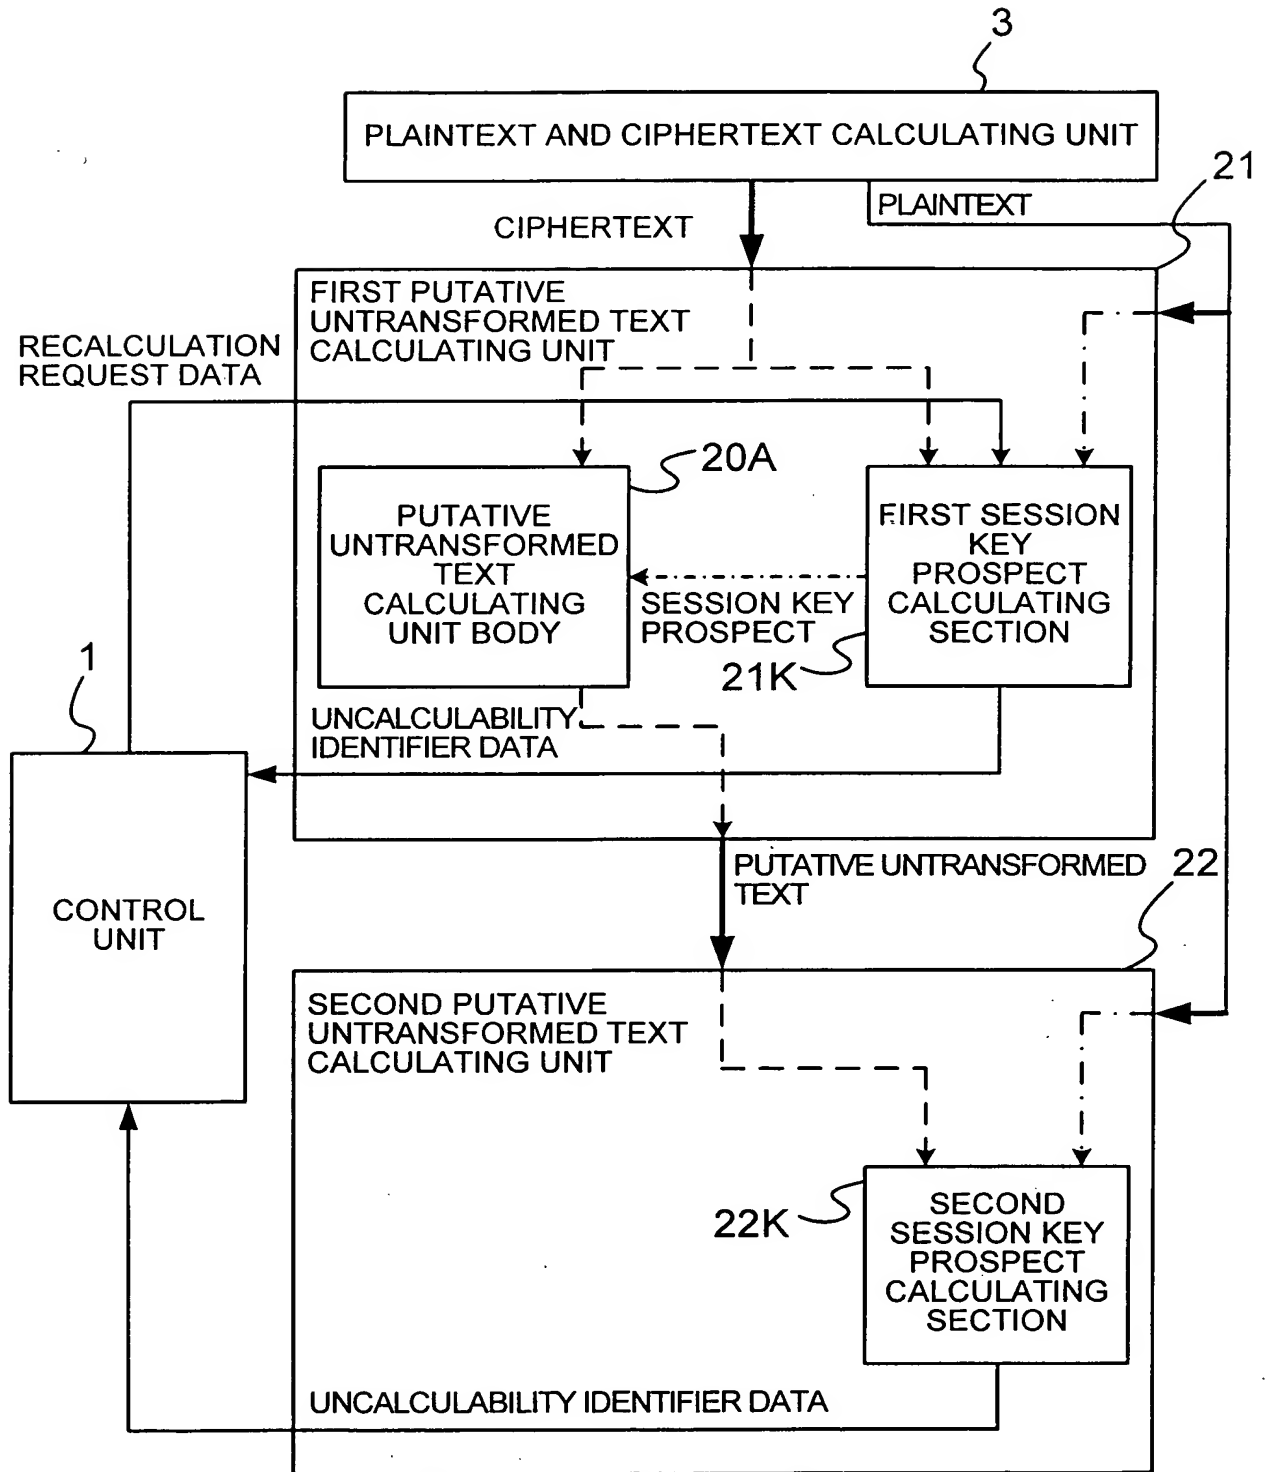 3
PLAINTEXT AND CIPHERTEXT CALCULATING UNIT
21
PLAINTEXT
CIPHERTEXT
FIRST PUTATIVE
UNTRANSFORMED TEXT
CALCULATING UNIT
RECALCULATION
REQUEST DATA
20A
PUTATIVE
UNTRANSFORMED
TEXT
CALCULATING
UNIT BODY
FIRST SESSION
KEY
PROSPECT
CALCULATING
SECTION
SESSION KEY
PROSPECT
21K
1
UNCALCULABILITY
IDENTIFIER DATA
CONTROL
UNIT
PUTATIVE UNTRANSFORMED
TEXT
22
SECOND PUTATIVE
UNTRANSFORMED TEXT
CALCULATING UNIT
22K
SECOND
SESSION KEY
PROSPECT
CALCULATING
SECTION
UNCALCULABILITY IDENTIFIER DATA